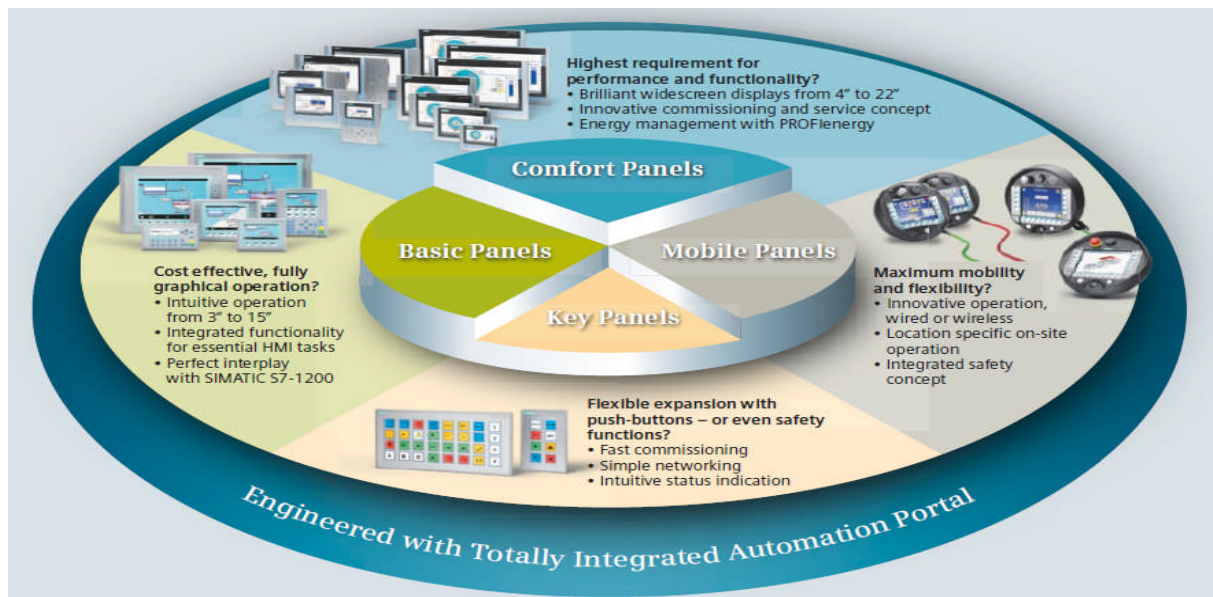 Highest requirement for
performance and functionality?
• Brilliant widescreen displays from 4” to 22”
• Innovative commissioning and service concept
• Energy management with PROFIenergy
Comfort Panels
Basic Panels
Mobile Panels
Key Panels
Cost effective, fully
graphical operation?
• Intuitive operation
from 3” to 15”
• Integrated functionality
for essential HMI tasks
• Perfect interplay
with SIMATIC S7-1200
Maximum mobility
and flexibility?
• Innovative operation,
wired or wireless
• Location specific on-site
operation
• Integrated safety
concept
Flexible expansion with
push-buttons – or even safety
functions?
• Fast commissioning
• Simple networking
• Intuitive status indication
Engineered with Totally Integrated Automation Portal